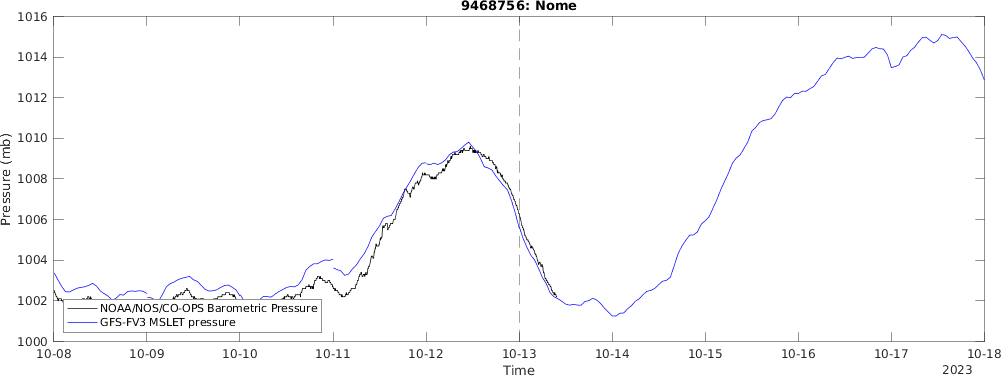 9468756: Nome
1016
1014
1012
1010
1008
1006
1004
1002
1000
Pressure (mb)
NOAA/NOS/CO-OPS Barometric Pressure
GFS-FV3 MSLET pressure
10-08 10-09 10-10 10-11 10-12 10-13 10-14 10-15 10-16 10-17 10-18
Time
2023